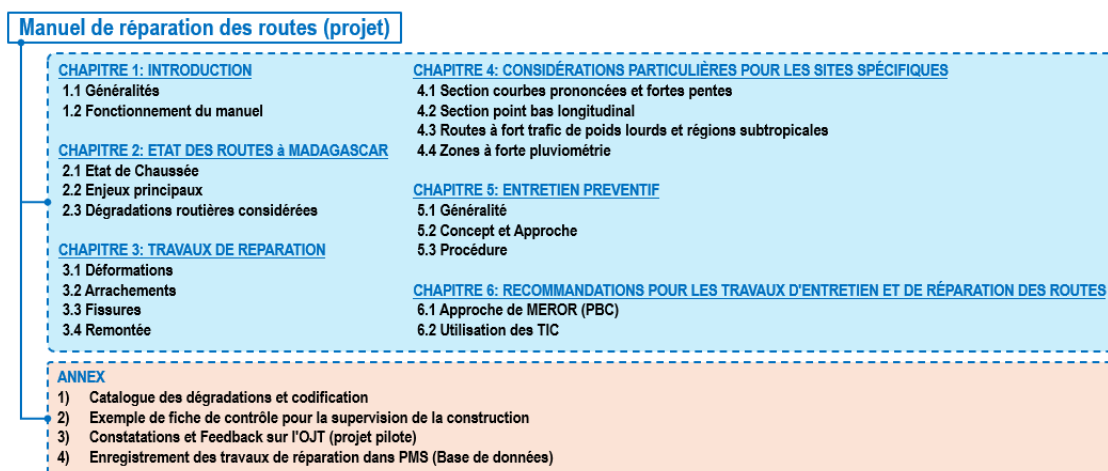 Manuel de réparation des routes (projet)
CHAPITRE 1: INTRODUCTION
1.1 Généralités
1.2 Fonctionnement du manuel
CHAPITRE 2: ETAT DES ROUTES à MADAGASCAR
2.1 Etat de Chaussée
2.2 Enjeux principaux
2.3 Dégradations routières considérées
CHAPITRE 3: TRAVAUX DE REPARATION
3.1 Déformations
3.2 Arrachements
3.3 Fissures
3.4 Remontée
CHAPITRE 4: CONSIDÉRATIONS PARTICULIÈRES POUR LES SITES SPÉCIFIQUES
4.1 Section courbes prononcées et fortes pentes
4.2 Section point bas longitudinal
4.3 Routes à fort trafic de poids lourds et régions subtropicales
4.4 Zones à forte pluviométrie
CHAPITRE 5: ENTRETIEN PREVENTIF
5.1 Généralité
5.2 Concept et Approche
5.3 Procédure
CHAPITRE 6: RECOMMANDATIONS POUR LES TRAVAUX D'ENTRETIEN ET DE RÉPARATION DES ROUTES
6.1 Approche de MEROR (PBC)
6.2 Utilisation des TIC
ANNEX
1) Catalogue des dégradations et codification
2) Exemple de fiche de contrôle pour la supervision de la construction
3) Constatations et Feedback sur l'OJT (projet pilote)
4) Enregistrement des travaux de réparation dans PMS (Base de données)